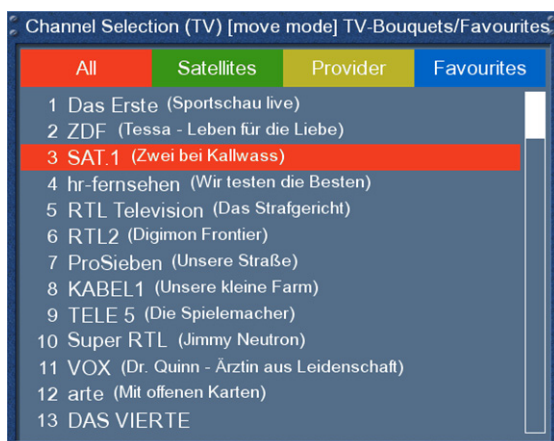 Channel Selection (TV) [move mode] TV-Bouquets/Favourites
All Satellites Provider Favourites
1 Das Erste (Sportschau live)
2 ZDF (Tessa - Leben für die Liebe)
3 SAT.1 (Zwei bei Kallwass)
4 hr-fernsehen (Wir testen die Besten)
5 RTL Television (Das Strafgericht)
6 RTL2 (Digimon Frontier)
7 ProSieben (Unsere Straße)
8 KABEL1 (Unsere kleine Farm)
9 TELE 5 (Die Spielemacher)
10 Super RTL (Jimmy Neutron)
11 VOX (Dr. Quinn - Ärztin aus Leidenschaft)
12 arte (Mit offenen Karten)
13 DAS VIERTE